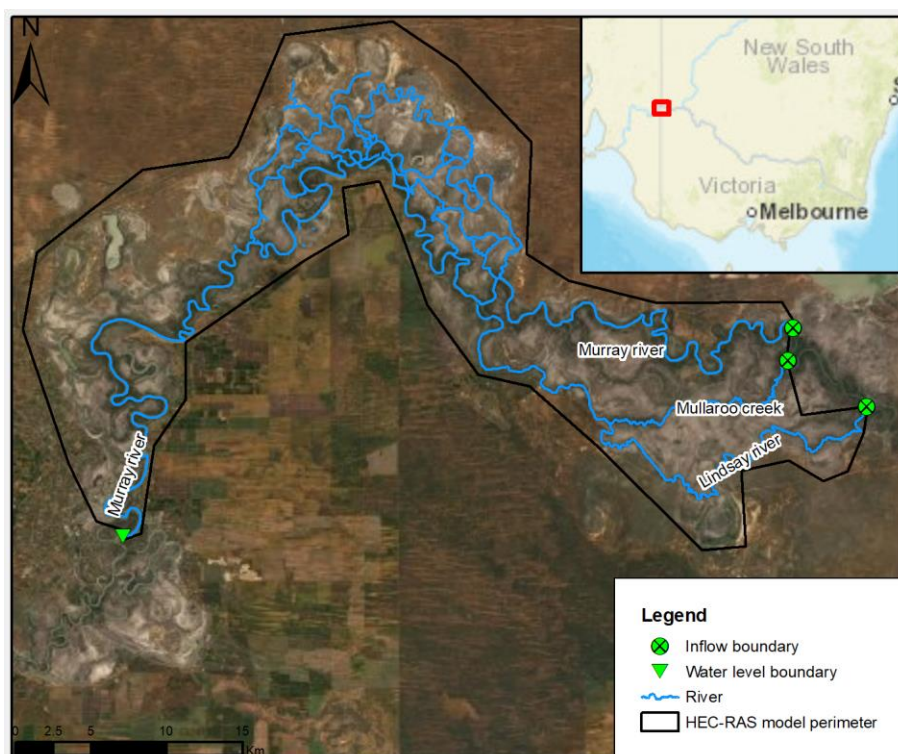 N
New South
Wales
S
Victoria
Melbourne
Murray river
Mullaroo creek
Lindsay river
Murray river
Legend
Inflow boundary
Water level boundary
River
HEC-RAS model perimeter
0 2.5 5 10 15
Km